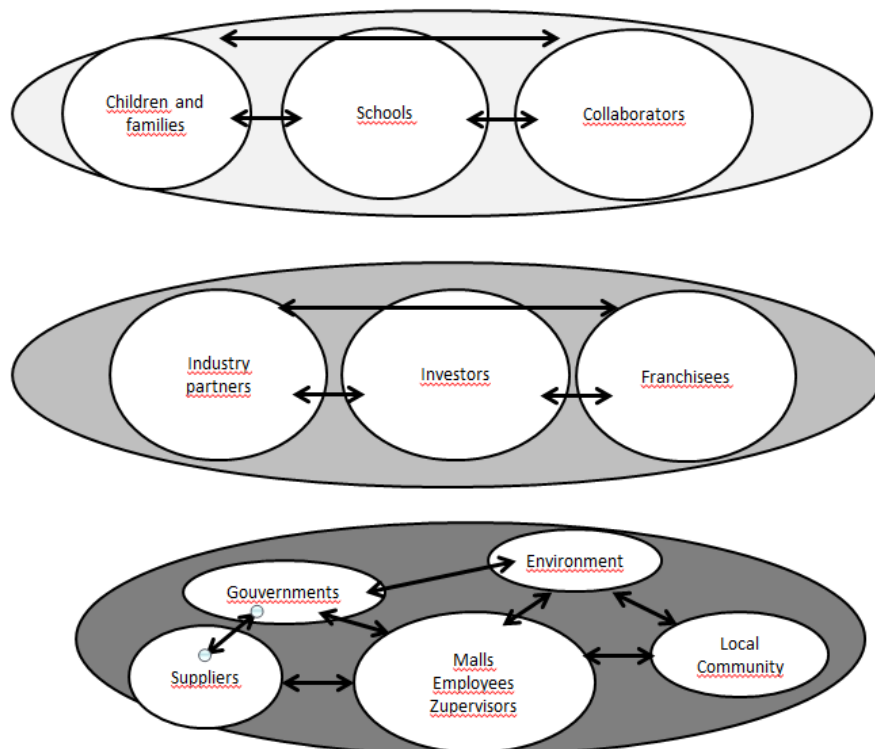 Children and
families
Schools
Collaborators
Industry
partners
Investors
Franchisees
Environment
Gouvernments
Suppliers
Malls
Employees
Zupervisors
Local
Community